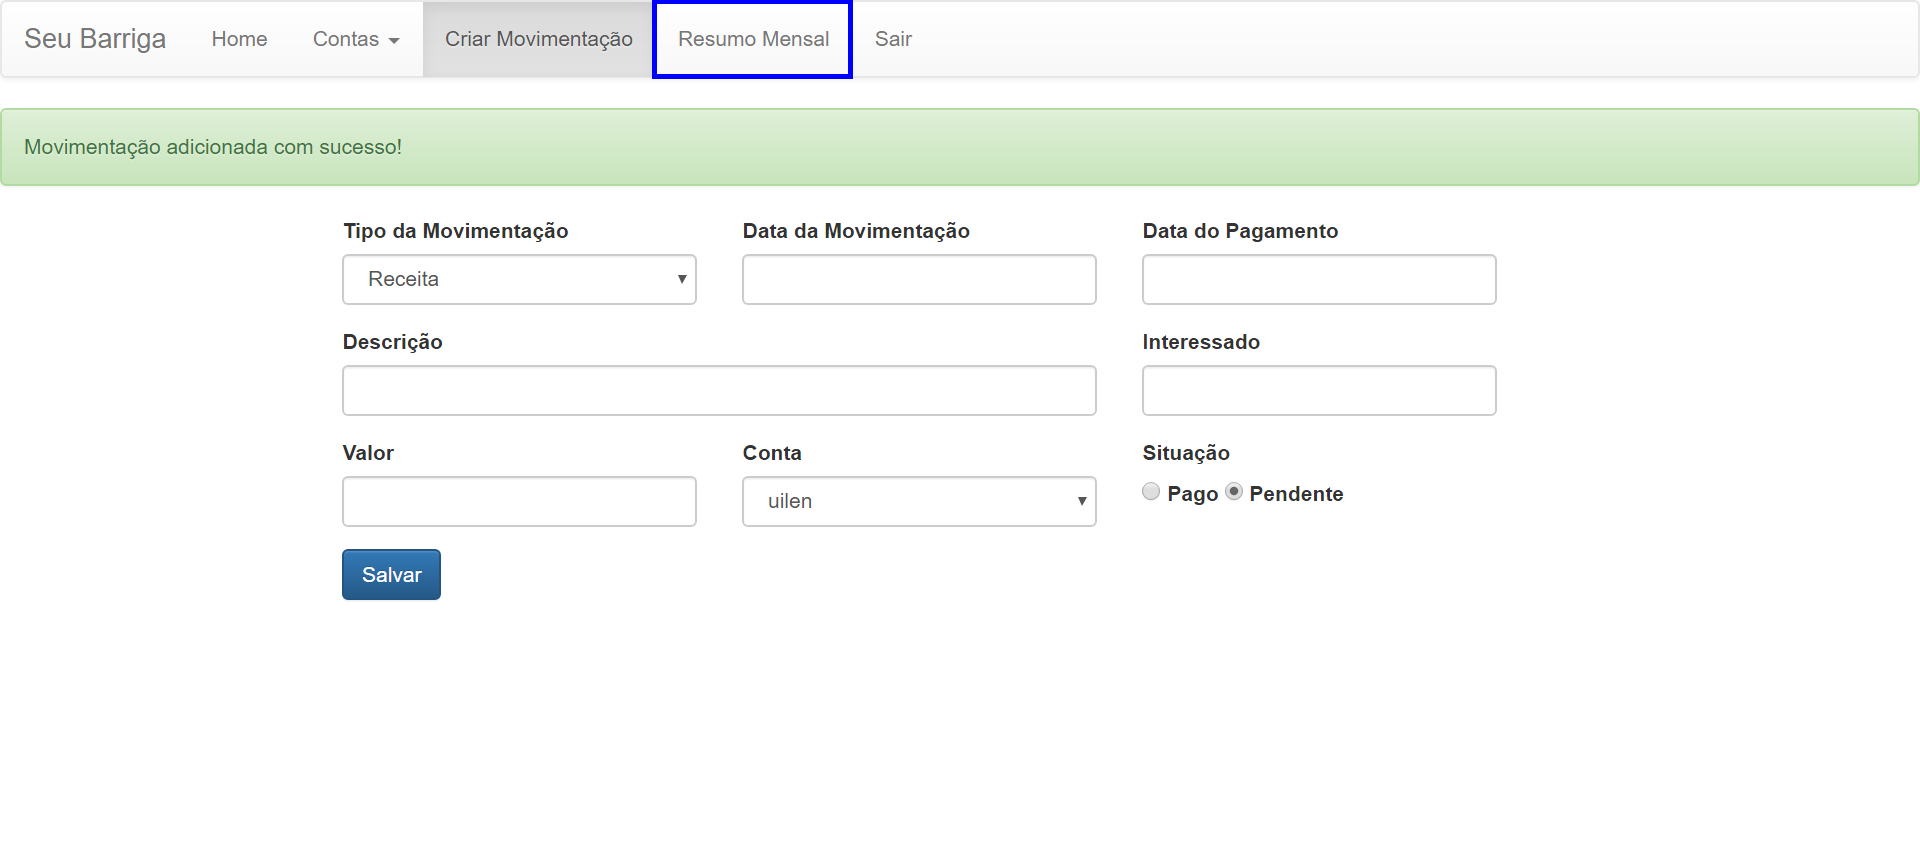 Seu Barriga Home Contas Criar Movimentação Resumo Mensal Sair
Movimentação adicionada com sucesso!
Tipo da Movimentação Data da Movimentação Data do Pagamento
Receita
Descrição Interessado
Valor Conta Situação
uilen Pago Pendente
Salvar